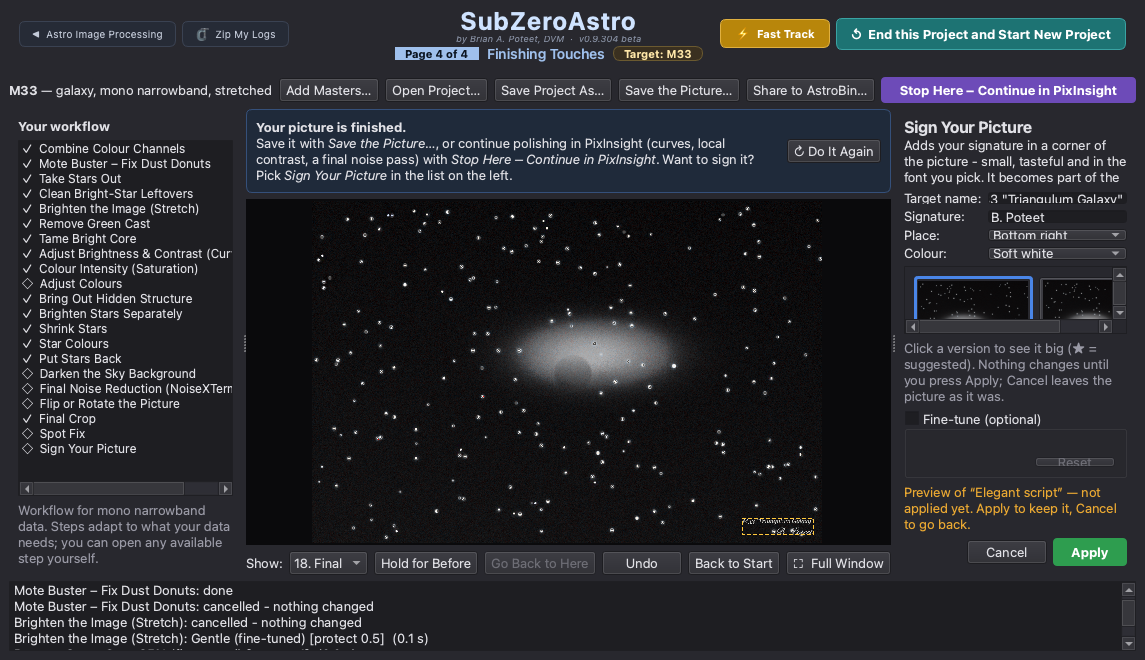 ◄ Astro Image Processing
Zip My Logs
SubZeroAstro
by Brian A. Poteet, DVM · v0.9.304 beta
Page 4 of 4 Finishing Touches Target: M33
⚡ Fast Track
↺ End this Project and Start New Project
M33 — galaxy, mono narrowband, stretched
Add Masters...
Open Project...
Save Project As...
Save the Picture...
Share to AstroBin...
Stop Here – Continue in PixInsight
Your workflow
✓ Combine Colour Channels
✓ Mote Buster – Fix Dust Donuts
✓ Take Stars Out
✓ Clean Bright-Star Leftovers
✓ Brighten the Image (Stretch)
✓ Remove Green Cast
✓ Tame Bright Core
✓ Adjust Brightness & Contrast (Cur
✓ Colour Intensity (Saturation)
◇ Adjust Colours
✓ Bring Out Hidden Structure
✓ Brighten Stars Separately
✓ Shrink Stars
✓ Star Colours
✓ Put Stars Back
◇ Darken the Sky Background
◇ Final Noise Reduction (NoiseXTerm
◇ Flip or Rotate the Picture
✓ Final Crop
◇ Spot Fix
◇ Sign Your Picture
Workflow for mono narrowband
data. Steps adapt to what your data
needs; you can open any available
step yourself.
Your picture is finished.
Save it with Save the Picture..., or continue polishing in PixInsight (curves, local
contrast, a final noise pass) with Stop Here – Continue in PixInsight. Want to sign it?
Pick Sign Your Picture in the list on the left.
↻ Do It Again
Show: 18. Final
Hold for Before
Go Back to Here
Undo
Back to Start
Full Window
Sign Your Picture
Adds your signature in a corner of
the picture - small, tasteful and in the
font you pick. It becomes part of the
Target name: 3 "Triangulum Galaxy"
Signature: B. Poteet
Place: Bottom right
Colour: Soft white
Click a version to see it big (★ =
suggested). Nothing changes until
you press Apply; Cancel leaves the
picture as it was.
Fine-tune (optional)
Reset
Preview of “Elegant script” — not
applied yet. Apply to keep it, Cancel
to go back.
Cancel
Apply
Mote Buster – Fix Dust Donuts: done
Mote Buster – Fix Dust Donuts: cancelled - nothing changed
Brighten the Image (Stretch): cancelled - nothing changed
Brighten the Image (Stretch): Gentle (fine-tuned) [protect 0.5] (0.1 s)